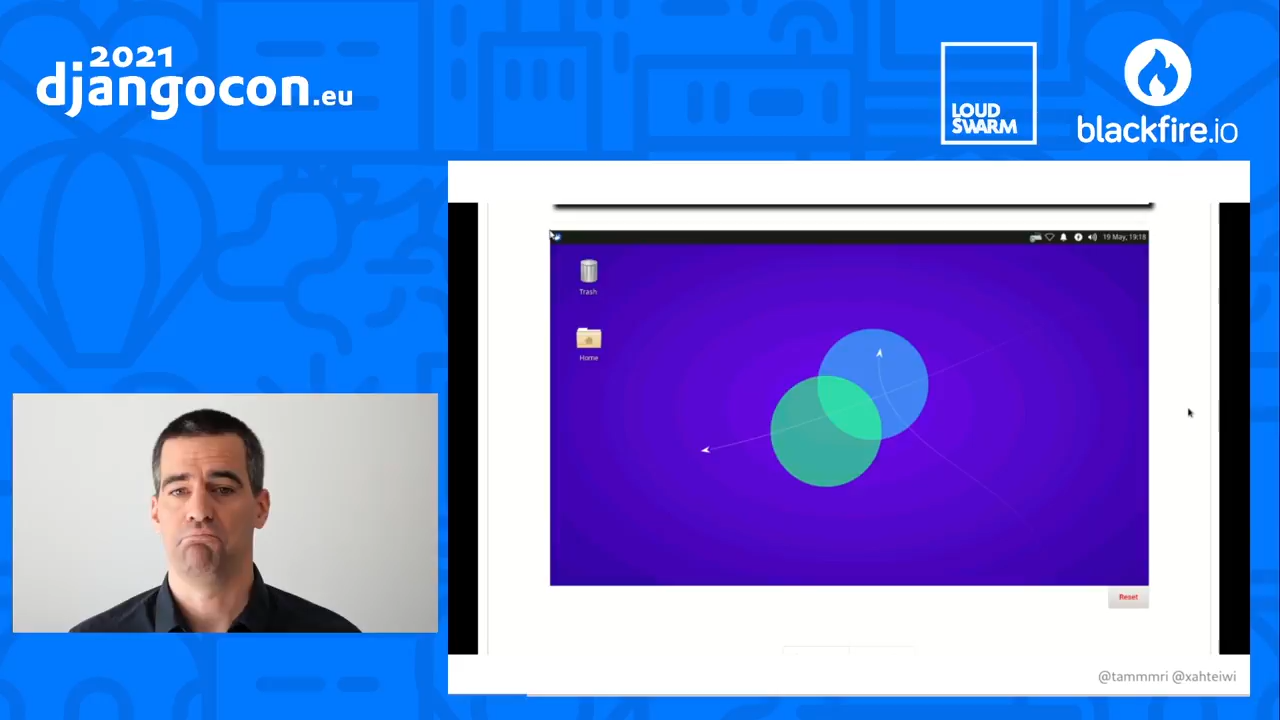 2021
djangocon.eu
LOUD
SWARM
blackfire.io
19 May, 19:18
Trash
Home
Reset
@tammmri @xahteiwi